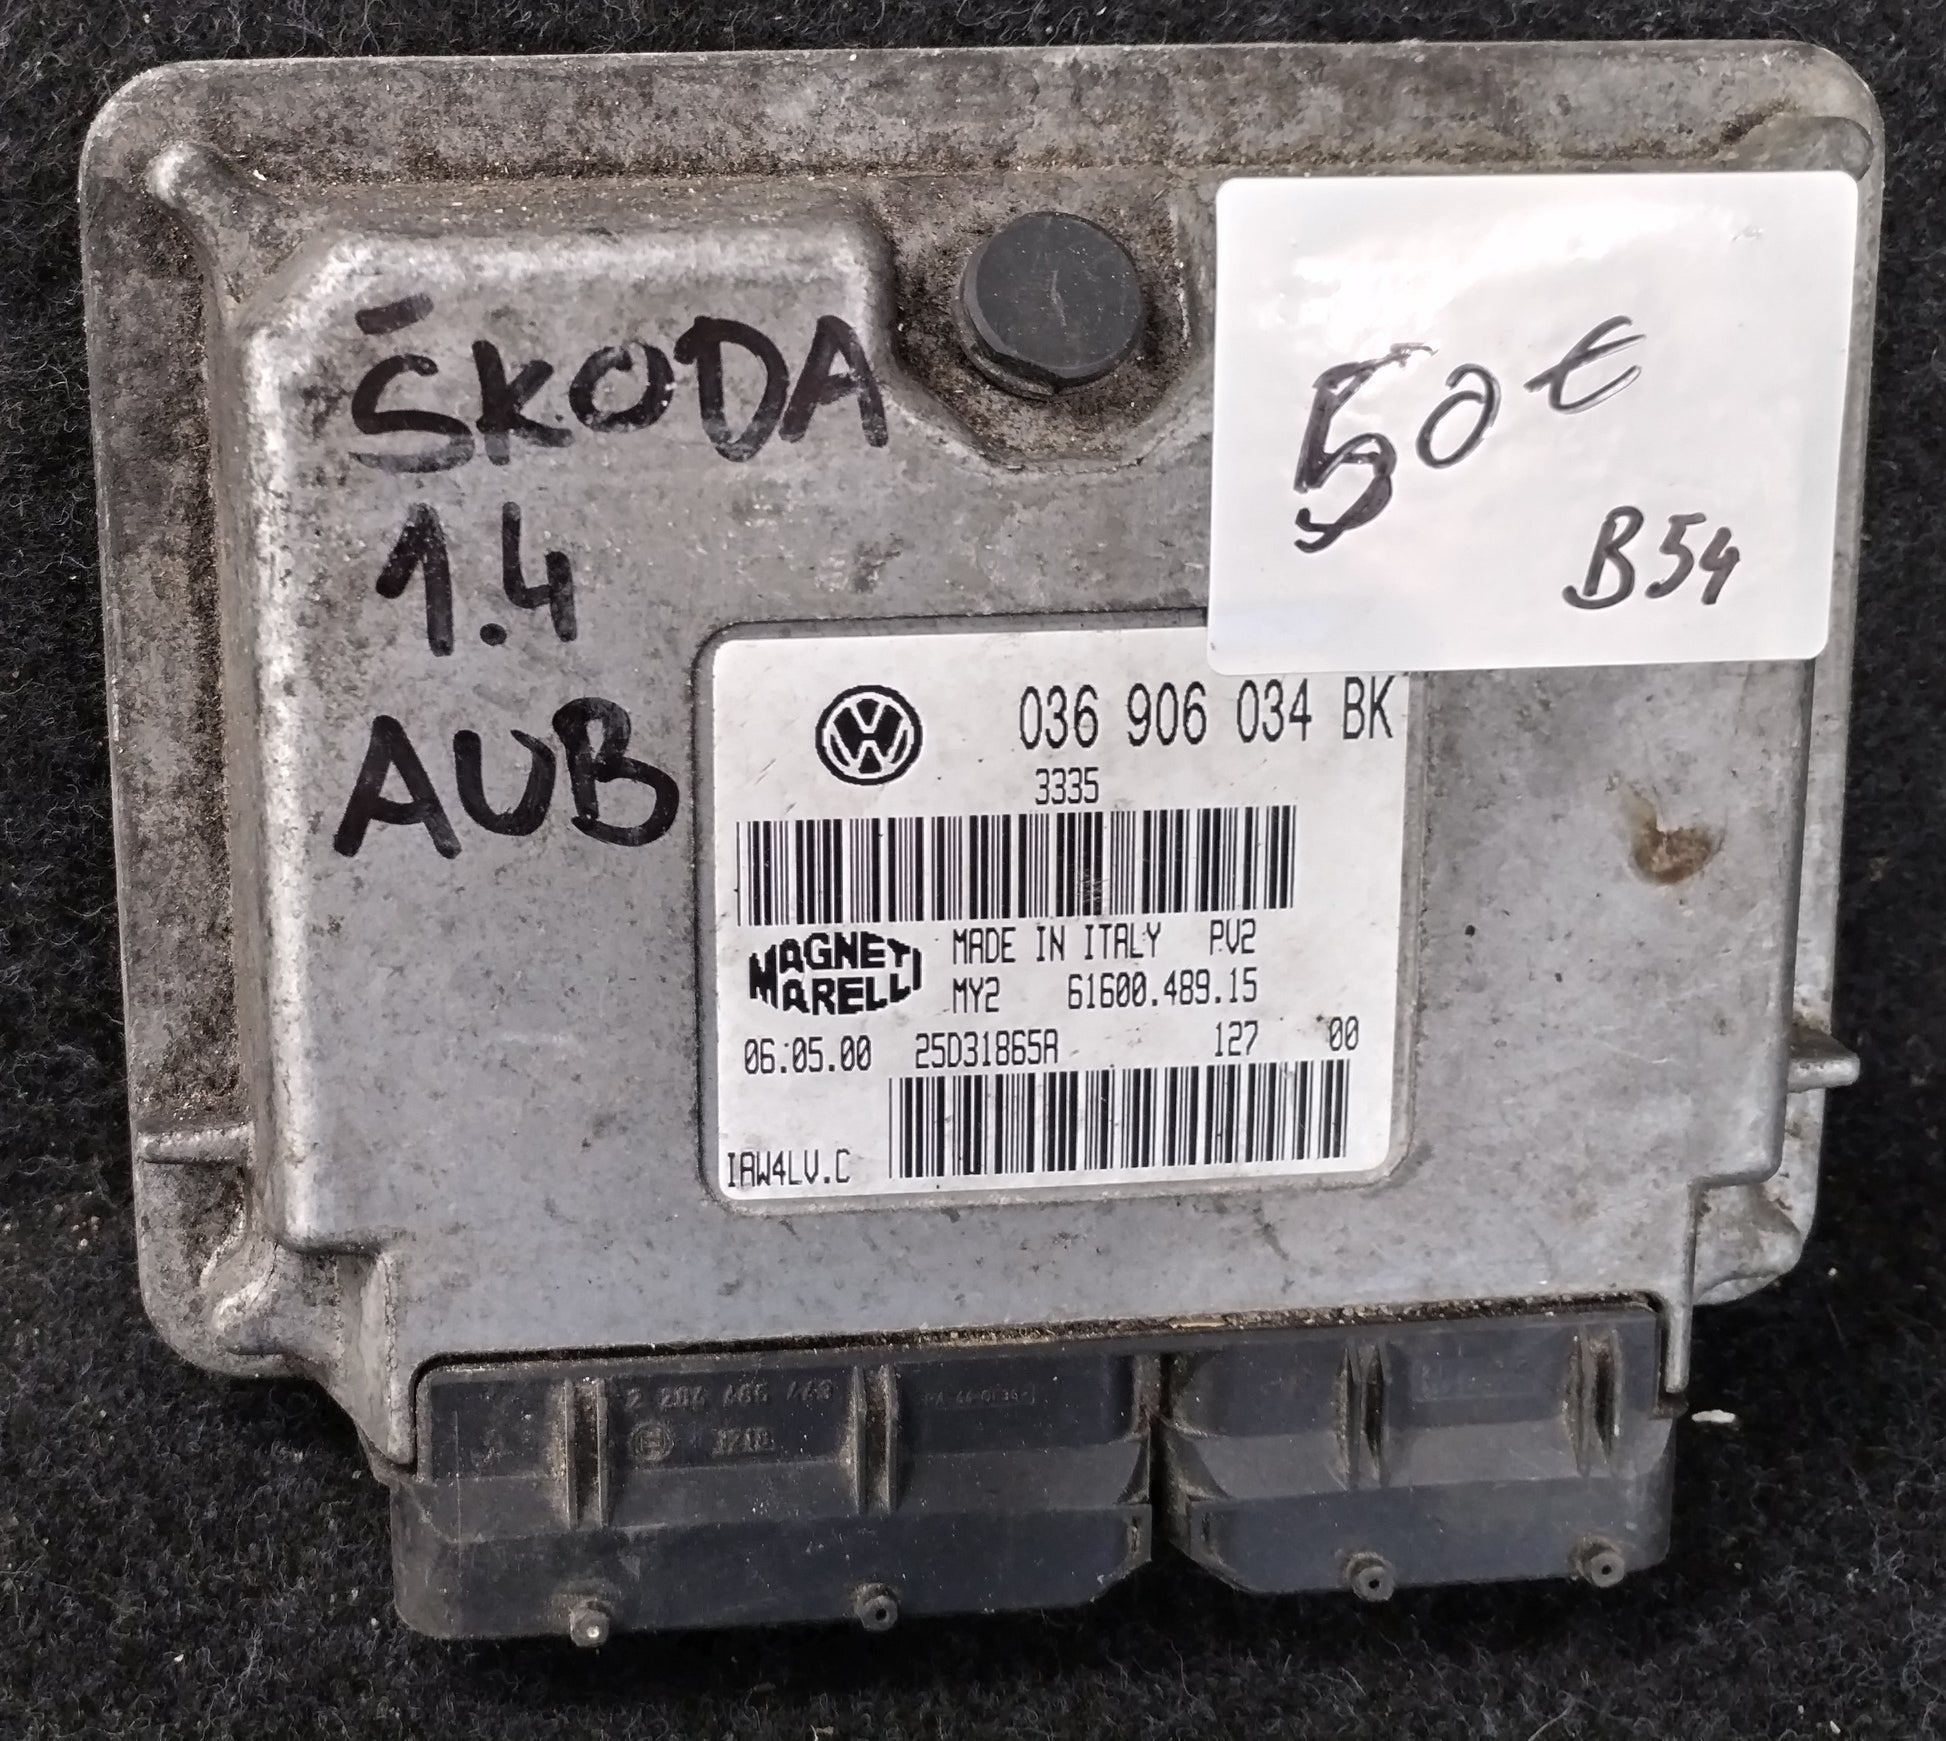 ŠKODA
1.4
AUB
50€
B54
036 906 034 BK
3335
MAGNETI
MARELLI
MADE IN ITALY PV2
MY2 61600.489.15
06.05.00 25D31865A 127 00
IAW4LV.C